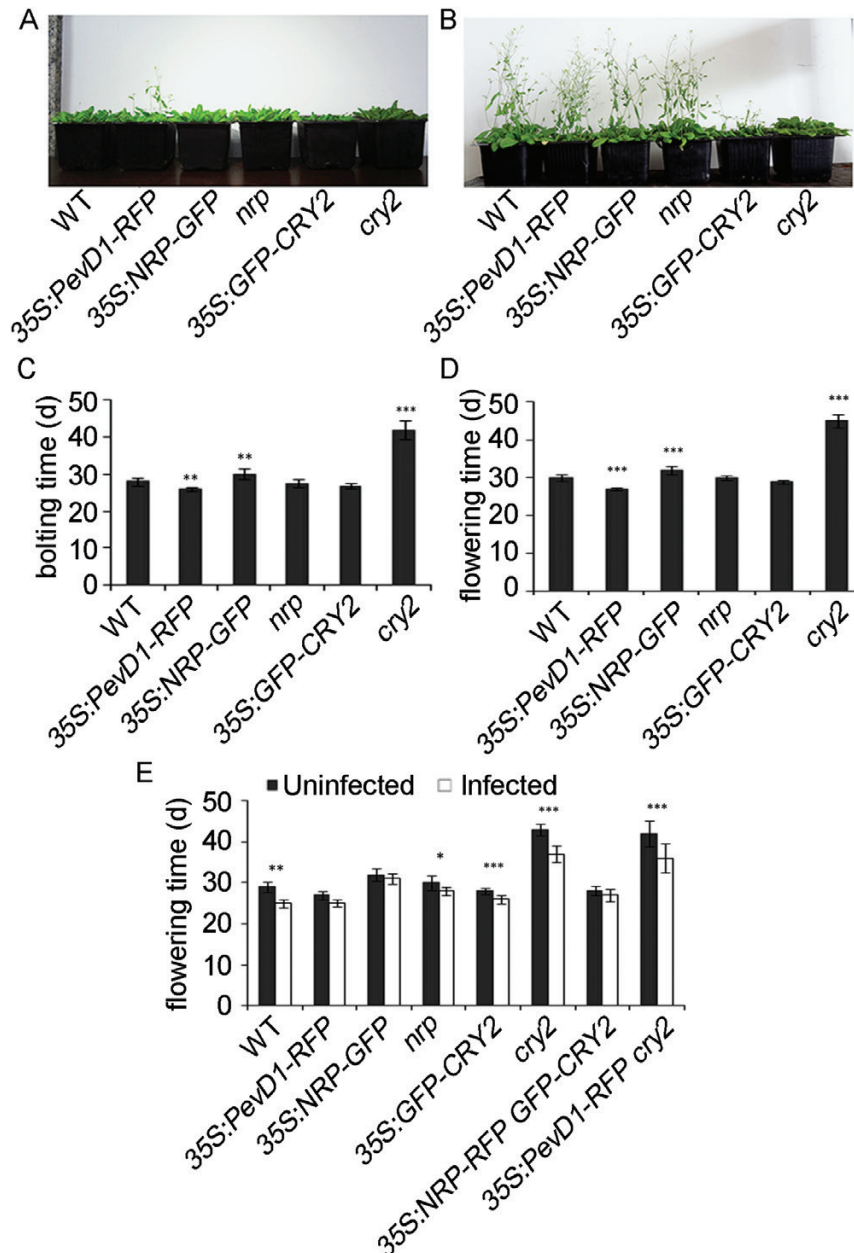 A
B
WT
35S:PevD1-RFP
35S:NRP-GFP
nrp
35S:GFP-CRY2
cry2
WT
35S:PevD1-RFP
35S:NRP-GFP
nrp
35S:GFP-CRY2
cry2
C
bolting time (d)
50
40
30
20
10
0
**
**
***
WT
35S:PevD1-RFP
35S:NRP-GFP
nrp
35S:GFP-CRY2
cry2
D
flowering time (d)
50
40
30
20
10
0
***
***
***
WT
35S:PevD1-RFP
35S:NRP-GFP
nrp
35S:GFP-CRY2
cry2
E
Uninfected Infected
flowering time (d)
50
40
30
20
10
0
**
*
***
***
***
WT
35S:PevD1-RFP
35S:NRP-GFP
nrp
35S:GFP-CRY2
cry2
35S:NRP-RFP GFP-CRY2
35S:PevD1-RFP cry2